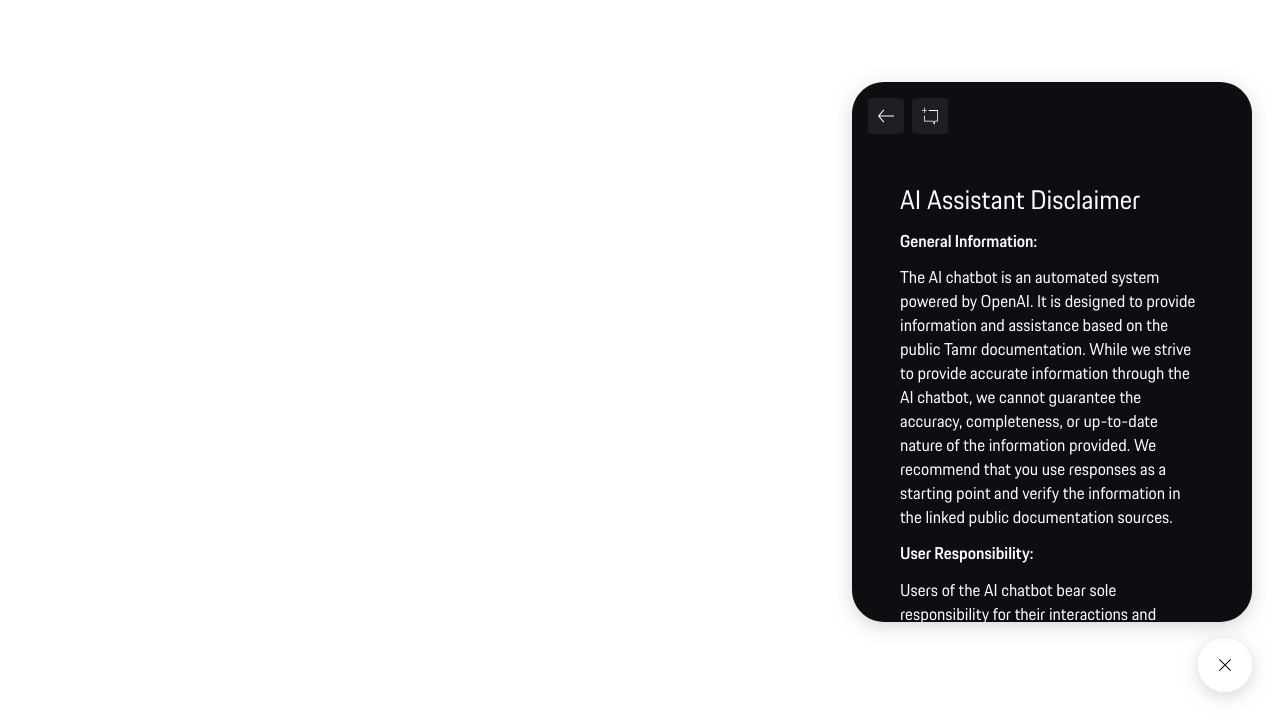 AI Assistant Disclaimer
General Information:
The AI chatbot is an automated system
powered by OpenAI. It is designed to provide
information and assistance based on the
public Tamr documentation. While we strive
to provide accurate information through the
AI chatbot, we cannot guarantee the
accuracy, completeness, or up-to-date
nature of the information provided. We
recommend that you use responses as a
starting point and verify the information in
the linked public documentation sources.
User Responsibility:
Users of the AI chatbot bear sole
responsibility for their interactions and